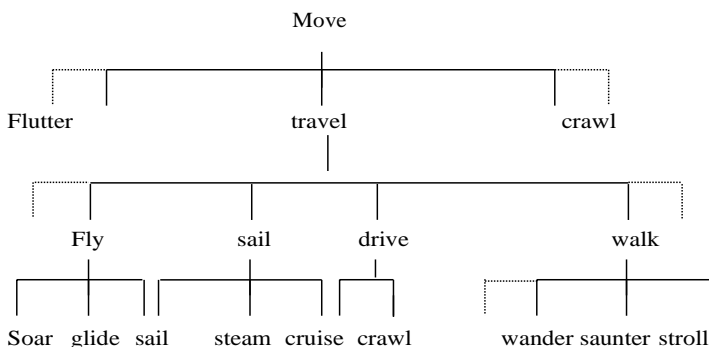 Move
Flutter travel crawl
Fly sail drive walk
Soar glide sail steam cruise crawl wander saunter stroll